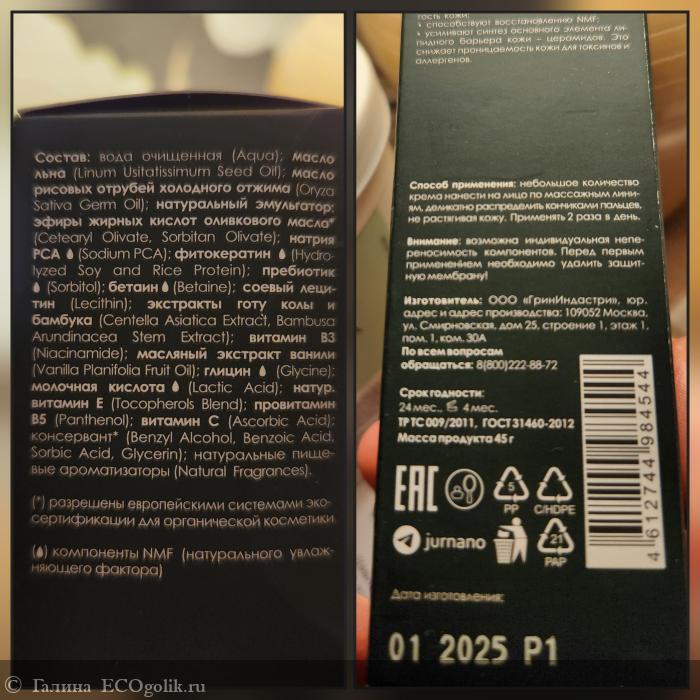 Состав: вода очищенная (Aqua); масло
льна (Linum Usitatissimum Seed Oil); масло
рисовых отрубей холодного отжима (Oryza
Sativa Germ Oil); натуральный эмульгатор:
эфиры жирных кислот оливкового масла*
(Cetearyl Olivate, Sorbitan Olivate); натрия
PCA (Sodium PCA); фитокератин (Hydro-
lyzed Soy and Rice Protein); пребиотик
(Sorbitol); бетаин (Betaine); соевый леци-
тин (Lecithin); экстракты готу колы и
бамбука (Centella Asiatica Extract, Bambusa
Arundinacea Stem Extract); витамин В3
(Niacinamide); масляный экстракт ванили
(Vanilla Planifolia Fruit Oil); глицин (Glycine);
молочная кислота (Lactic Acid); натур.
витамин Е (Tocopherols Blend); провитамин
В5 (Panthenol); витамин С (Ascorbic Acid);
консервант* (Benzyl Alcohol, Benzoic Acid,
Sorbic Acid, Glycerin); натуральные пище-
вые ароматизаторы (Natural Fragrances).
(*) разрешены европейскими системами эко-
сертификации для органической косметики
() компоненты NMF (натурального увлаж-
няющего фактора)
гость кожи;
способствуют восстановлению NMF;
усиливают синтез основного элемента ли-
пидного барьера кожи – церамидов. Это
снижает проницаемость кожи для токсинов и
аллергенов.
Способ применения: небольшое количество
крема нанести на лицо по массажным лини-
ям, деликатно распределить кончиками пальцев,
не растягивая кожу. Применять 2 раза в день.
Внимание: возможна индивидуальная непе-
реносимость компонентов. Перед первым
применением необходимо удалить защит-
ную мембрану!
Изготовитель: ООО «ГринИндастри», юр.
адрес и адрес производства: 109052 Москва,
ул. Смирновская, дом 25, строение 1, этаж 1,
пом. 1, ком. 30А
По всем вопросам
обращаться: 8(800)222-88-72
Срок годности:
24 мес., 4 мес.
ТР ТС 009/2011, ГОСТ 31460-2012
Масса продукта 45 г
EAC
5
PP
C/HDPE
jurnano
21
PAP
4 612744 984544
Дата изготовления:
01 2025 P1
© Галина ECOgolik.ru